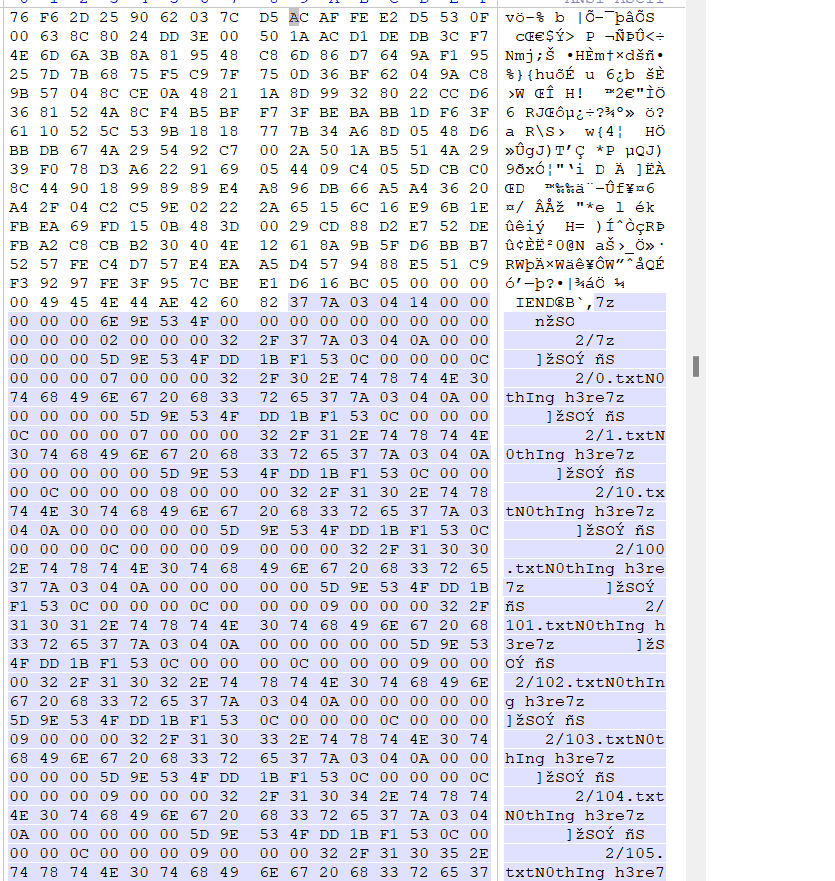 76 F6 2D 25 90 62 03 7C D5 AC AF FE E2 D5 53 0F vö-% b |Õ¬¯þâÕS
00 63 8C 80 24 DD 3E 00 50 1A AC D1 DE DB 3C F7 cŒ€$Ý> P ¬ÑÞÛ<÷
4E 6D 6A 3B 8A 81 95 48 C8 6D 86 D7 64 9A F1 95 Nmj;Š •HÈm†×dšñ•
25 7D 7B 68 75 F5 C9 7F 75 0D 36 BF 62 04 9A C8 %}{huõÉ u 6¿b šÈ
9B 57 04 8C CE 0A 48 21 1A 8D 99 32 80 22 CC D6 ›W ŒÎ H! ™2€"ÌÖ
36 81 52 4A 8C F4 B5 BF F7 3F BE BA BB 1D F6 3F 6 RJŒôµ¿÷?¾º» ö?
61 10 52 5C 53 9B 18 18 77 7B 34 A6 8D 05 48 D6 a R\S› w{4¦ HÖ
BB DB 67 4A 29 54 92 C7 00 2A 50 1A B5 51 4A 29 »ÛgJ)T’Ç *P µQJ)
39 F0 78 D3 A6 22 91 69 05 44 09 C4 05 5D CB C0 9ðxÓ¦"‘i D Ä ]ËÀ
8C 44 90 18 99 89 89 E4 A8 96 DB 66 A5 A4 36 20 ŒD ™‰‰ä¨–Ûf¥¤6
A4 2F 04 C2 C5 9E 02 22 2A 65 15 6C 16 E9 6B 1E ¤/ ÂÅž "*e l ék
FB EA 69 FD 15 0B 48 3D 00 29 CD 88 D2 E7 52 DE ûêiý H= )ÍˆÒçRÞ
FB A2 C8 CB B2 30 40 4E 12 61 8A 9B 5F D6 BB B7 û¢ÈË²0@N aŠ›_Ö»·
52 57 FE C4 D7 57 E4 EA A5 D4 57 94 88 E5 51 C9 RWþÄ×Wäê¥ÔW”ˆåQÉ
F3 92 97 FE 3F 95 7C BE E1 D6 16 BC 05 00 00 00 ó’—þ?•|¾áÖ ¼
00 49 45 4E 44 AE 42 60 82 37 7A 03 04 14 00 00 IEND®B`‚7z
00 00 00 6E 9E 53 4F 00 00 00 00 00 00 00 00 00 nžSO
00 00 00 02 00 00 00 32 2F 37 7A 03 04 0A 00 00 2/7z
00 00 00 5D 9E 53 4F DD 1B F1 53 0C 00 00 00 0C ]žSOÝ ñS
00 00 00 07 00 00 00 32 2F 30 2E 74 78 74 4E 30 2/0.txtN0
74 68 49 6E 67 20 68 33 72 65 37 7A 03 04 0A 00 thIng h3re7z
00 00 00 00 5D 9E 53 4F DD 1B F1 53 0C 00 00 00 ]žSOÝ ñS
0C 00 00 00 07 00 00 00 32 2F 31 2E 74 78 74 4E 2/1.txtN
30 74 68 49 6E 67 20 68 33 72 65 37 7A 03 04 0A 0thIng h3re7z
00 00 00 00 00 5D 9E 53 4F DD 1B F1 53 0C 00 00 ]žSOÝ ñS
00 0C 00 00 00 08 00 00 00 32 2F 31 30 2E 74 78 2/10.tx
74 4E 30 74 68 49 6E 67 20 68 33 72 65 37 7A 03 tN0thIng h3re7z
04 0A 00 00 00 00 00 5D 9E 53 4F DD 1B F1 53 0C ]žSOÝ ñS
00 00 00 0C 00 00 00 09 00 00 00 32 2F 31 30 30 2/100
2E 74 78 74 4E 30 74 68 49 6E 67 20 68 33 72 65 .txtN0thIng h3re
37 7A 03 04 0A 00 00 00 00 00 5D 9E 53 4F DD 1B 7z ]žSOÝ
F1 53 0C 00 00 00 0C 00 00 00 09 00 00 00 32 2F ñS 2/
31 30 31 2E 74 78 74 4E 30 74 68 49 6E 67 20 68 101.txtN0thIng h
33 72 65 37 7A 03 04 0A 00 00 00 00 00 5D 9E 53 3re7z ]žS
4F DD 1B F1 53 0C 00 00 00 0C 00 00 00 09 00 00 OÝ ñS
00 32 2F 31 30 32 2E 74 78 74 4E 30 74 68 49 6E 2/102.txtN0thIn
67 20 68 33 72 65 37 7A 03 04 0A 00 00 00 00 00 g h3re7z
5D 9E 53 4F DD 1B F1 53 0C 00 00 00 0C 00 00 00 ]žSOÝ ñS
09 00 00 00 32 2F 31 30 33 2E 74 78 74 4E 30 74 2/103.txtN0t
68 49 6E 67 20 68 33 72 65 37 7A 03 04 0A 00 00 hIng h3re7z
00 00 00 5D 9E 53 4F DD 1B F1 53 0C 00 00 00 0C ]žSOÝ ñS
00 00 00 09 00 00 00 32 2F 31 30 34 2E 74 78 74 2/104.txt
4E 30 74 68 49 6E 67 20 68 33 72 65 37 7A 03 04 N0thIng h3re7z
0A 00 00 00 00 00 5D 9E 53 4F DD 1B F1 53 0C 00 ]žSOÝ ñS
00 00 0C 00 00 00 09 00 00 00 32 2F 31 30 35 2E 2/105.
74 78 74 4E 30 74 68 49 6E 67 20 68 33 72 65 37 txtN0thIng h3re7